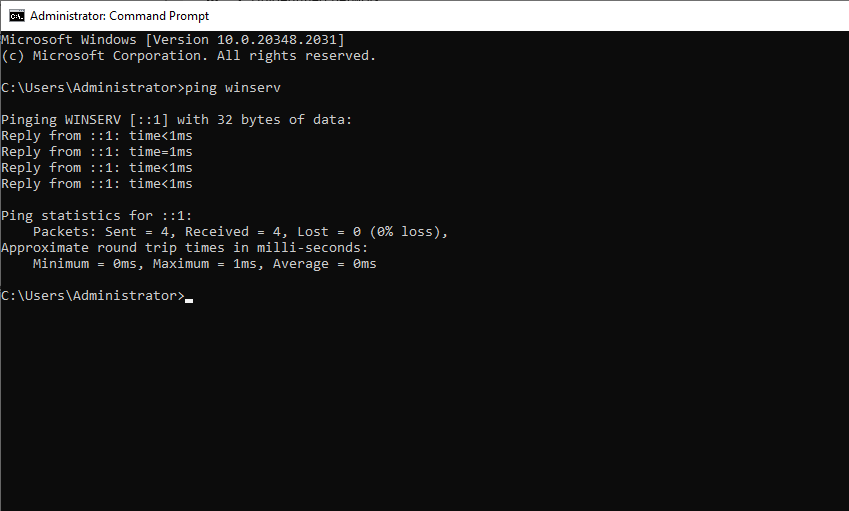 Administrator: Command Prompt
Microsoft Windows [Version 10.0.20348.2031]
(c) Microsoft Corporation. All rights reserved.
C:\Users\Administrator>ping winserv
Pinging WINSERV [::1] with 32 bytes of data:
Reply from ::1: time<1ms
Reply from ::1: time=1ms
Reply from ::1: time<1ms
Reply from ::1: time<1ms
Ping statistics for ::1:
    Packets: Sent = 4, Received = 4, Lost = 0 (0% loss),
Approximate round trip times in milli-seconds:
    Minimum = 0ms, Maximum = 1ms, Average = 0ms
C:\Users\Administrator>